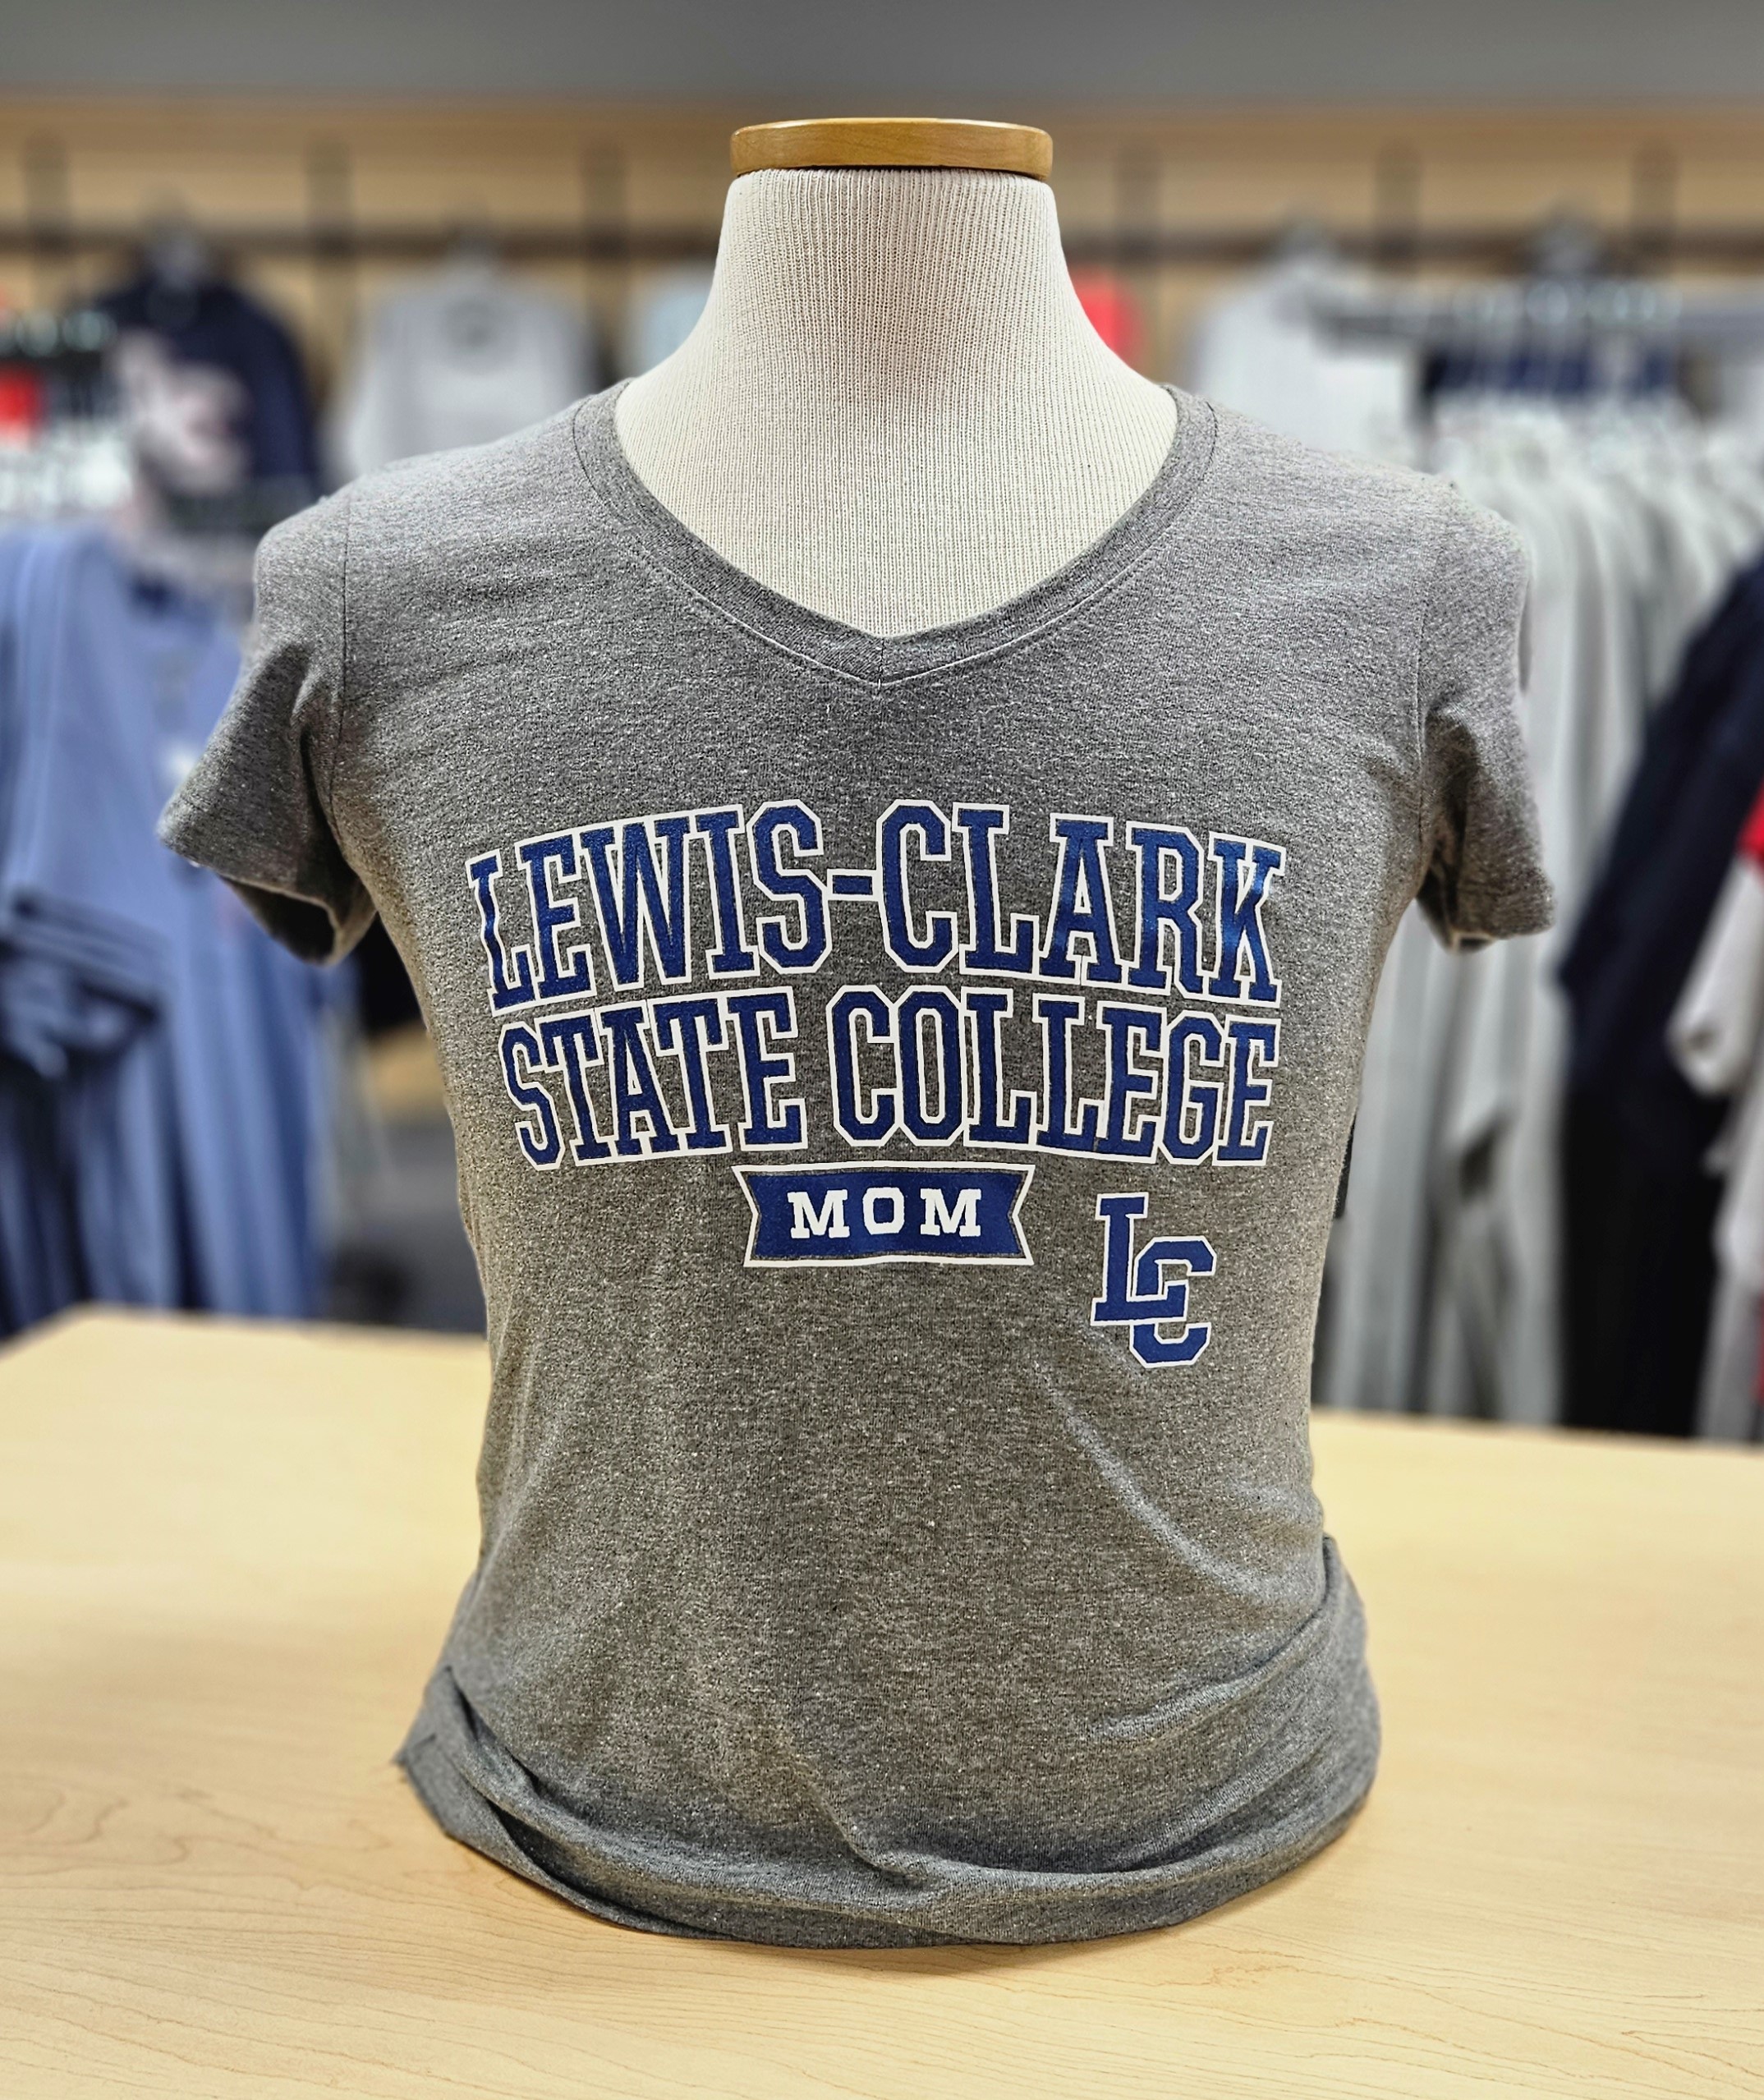 LEWIS-CLARK
STATE COLLEGE
MOM
LC